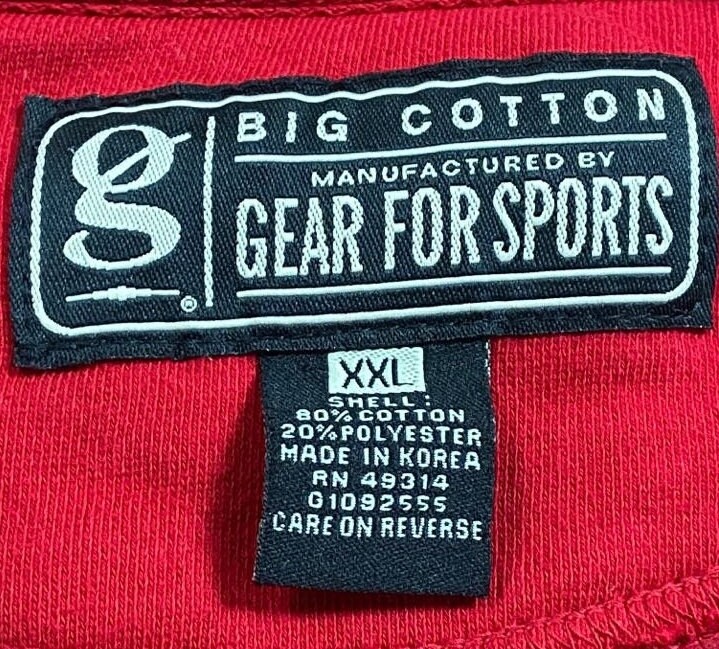 g
®
BIG COTTON
MANUFACTURED BY
GEAR FOR SPORTS
XXL
SHELL:
80% COTTON
20% POLYESTER
MADE IN KOREA
RN 49314
G1092555
CARE ON REVERSE